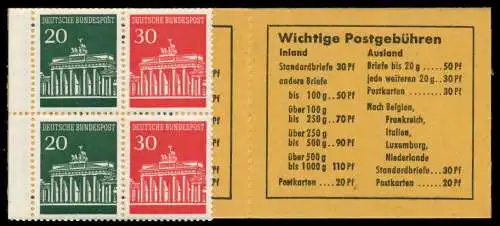 DEUTSCHE BUNDESPOST
20
DEUTSCHE BUNDESPOST
30
DEUTSCHE BUNDESPOST
20
DEUTSCHE BUNDESPOST
30
Wichtige Postgebühren
Inland
Standardbriefe 30 Pf
andere Briefe
bis 100 g..50 Pf
über 100 g
bis 250 g..70 Pf
über 250 g
bis 500 g..90 Pf
über 500 g
bis 1000 g 110 Pf
Postkarten .... 20 Pf
Ausland
Briefe bis 20 g .....50 Pf
jede weiteren 20 g..30 Pf
Postkarten ........30 Pf
Nach Belgien,
Frankreich,
Italien,
Luxemburg,
Niederlande
Standardbriefe...30 Pf
Postkarten ......20 Pf